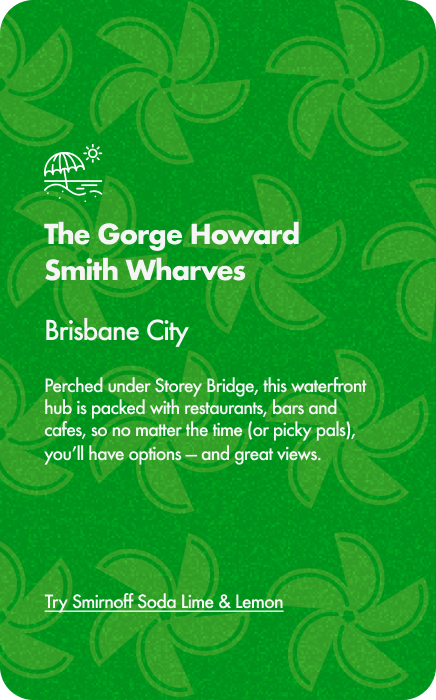 The Gorge Howard
Smith Wharves
Brisbane City
Perched under Storey Bridge, this waterfront
hub is packed with restaurants, bars and
cafes, so no matter the time (or picky pals),
you'll have options — and great views.
Try Smirnoff Soda Lime & Lemon